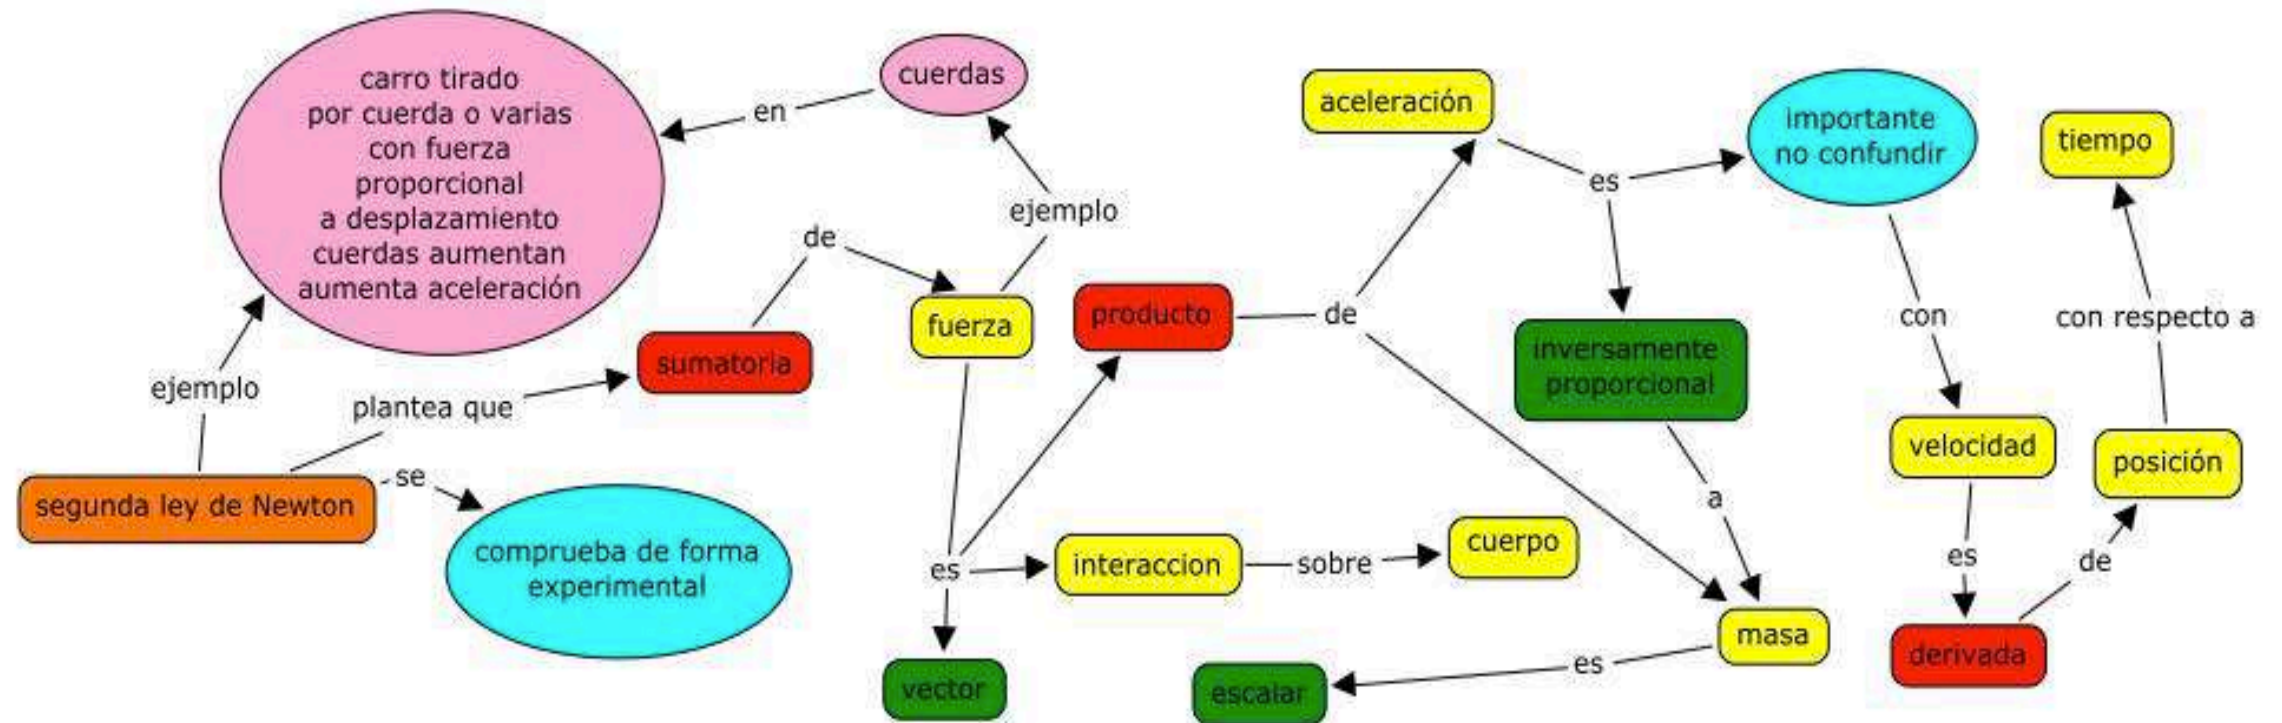 carro tirado
por cuerda o varias
con fuerza
proporcional
a desplazamiento
cuerdas aumentan
aumenta aceleración
cuerdas
en
ejemplo
de
fuerza
sumatoria
ejemplo
plantea que
segunda ley de Newton
se
comprueba de forma
experimental
producto
de
aceleración
es
importante
no confundir
inversamente
proporcional
a
masa
es
escalar
es
interaccion
sobre
cuerpo
vector
con
velocidad
es
derivada
de
posición
con respecto a
tiempo